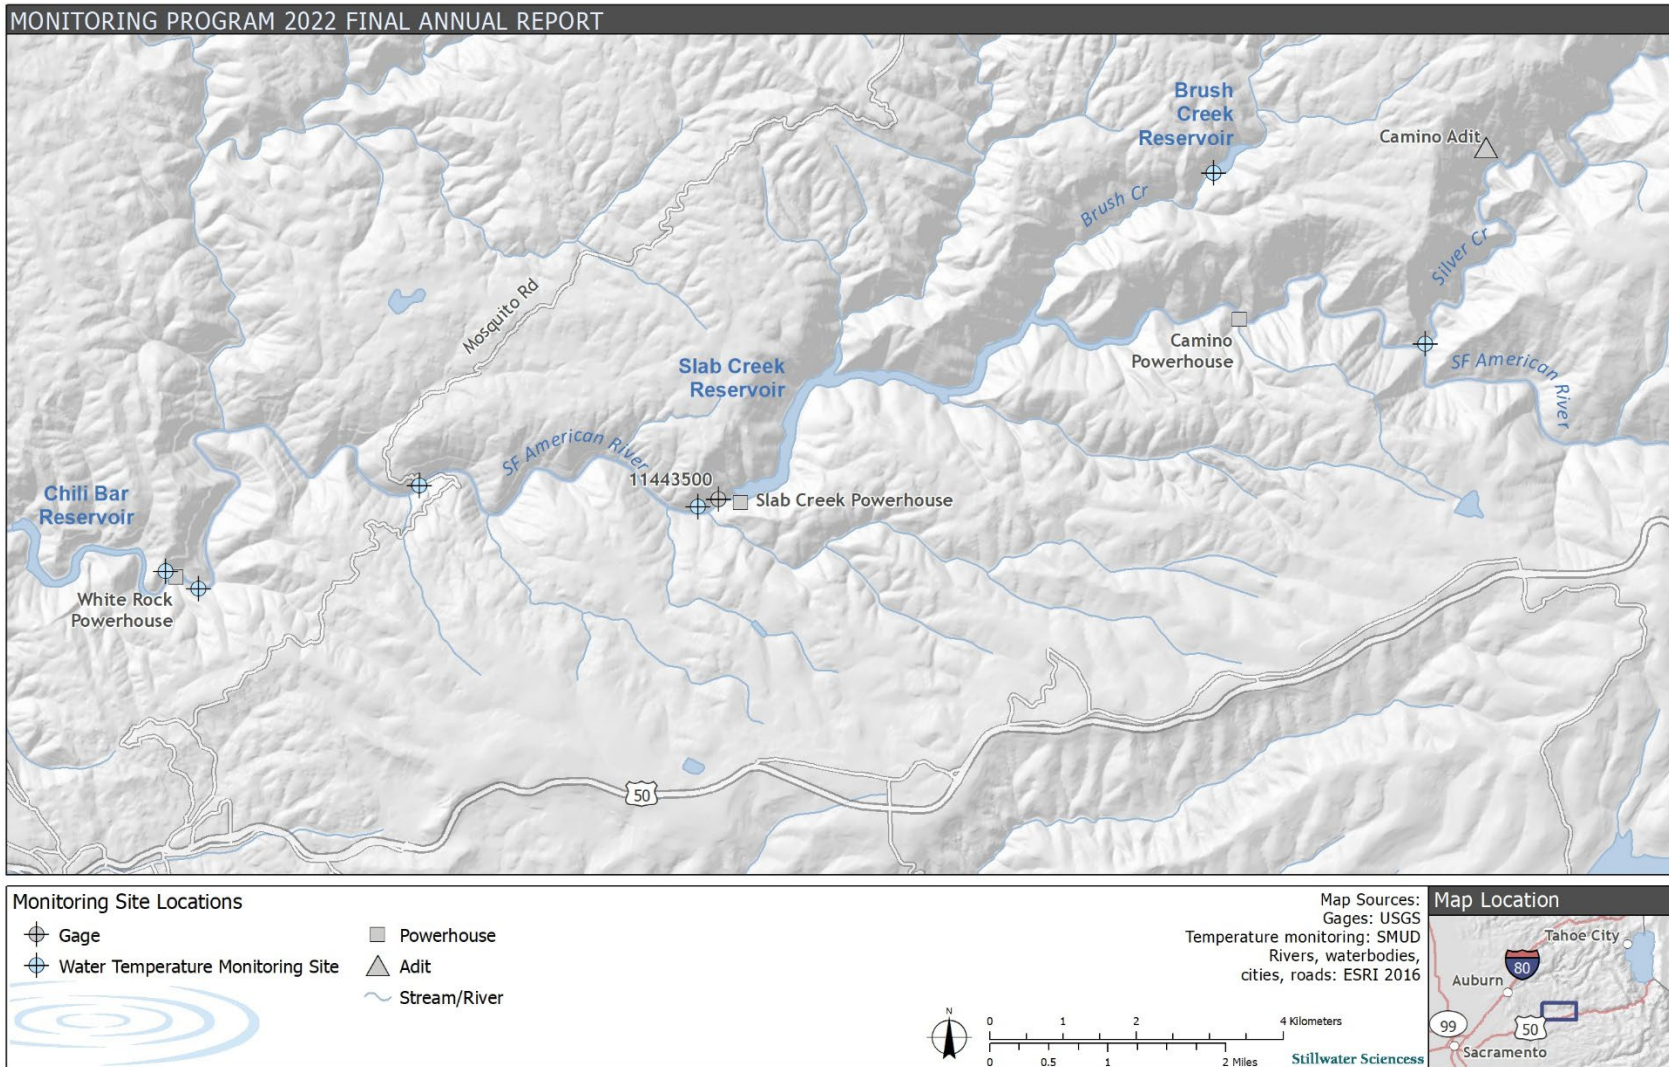 MONITORING PROGRAM 2022 FINAL ANNUAL REPORT
Brush
Creek
Reservoir
Camino Adit
Brush Cr
Silver Cr
Mosquito Rd
Camino
Powerhouse
SF American River
Slab Creek
Reservoir
SF American River
11443500
Slab Creek Powerhouse
Chili Bar
Reservoir
White Rock
Powerhouse
50
Monitoring Site Locations
Gage
Water Temperature Monitoring Site
Powerhouse
Adit
Stream/River
Map Sources:
Gages: USGS
Temperature monitoring: SMUD
Rivers, waterbodies,
cities, roads: ESRI 2016
N
0 1 2 4 Kilometers
0 0.5 1 2 Miles
Stillwater Sciencess
Map Location
Tahoe City
80
Auburn
99
50
Sacramento